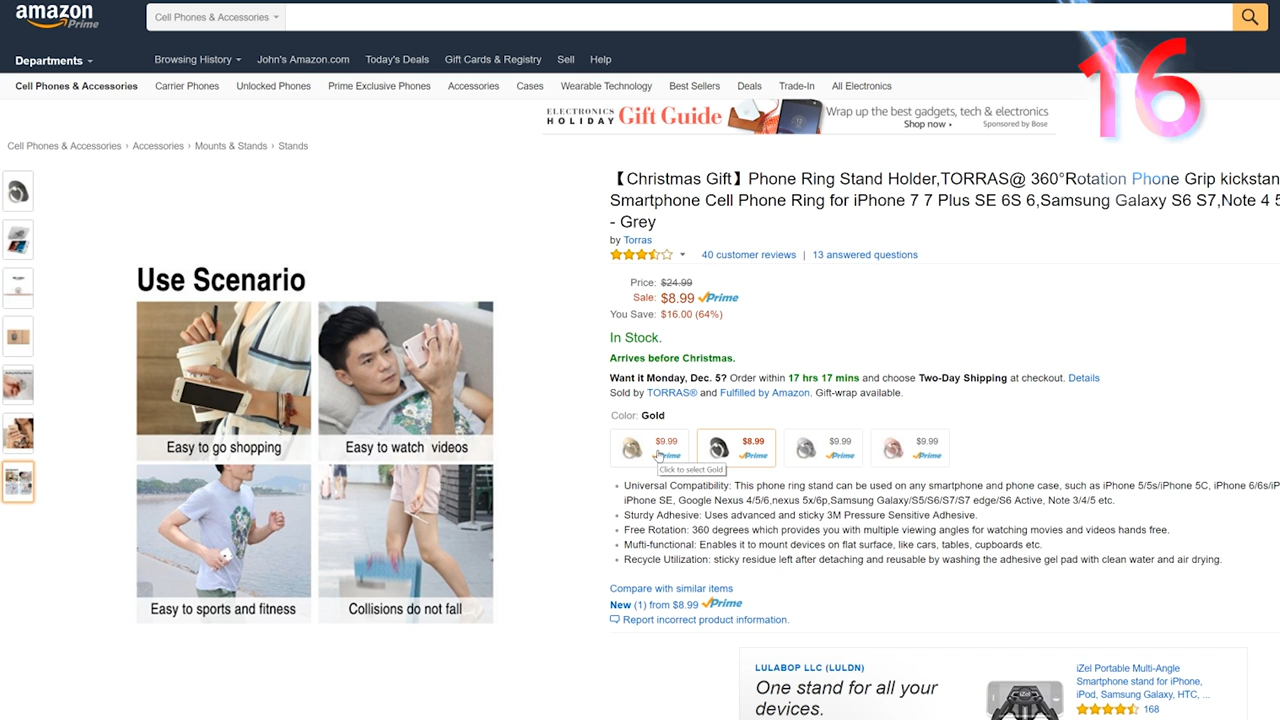 amazon
Prime
Cell Phones & Accessories
Departments
Browsing History
John's Amazon.com
Today's Deals
Gift Cards & Registry
Sell
Help
16
Cell Phones & Accessories
Carrier Phones
Unlocked Phones
Prime Exclusive Phones
Accessories
Cases
Wearable Technology
Best Sellers
Deals
Trade-In
All Electronics
ELECTRONICS
HOLIDAY Gift Guide
Wrap up the best gadgets, tech & electronics
Shop now
Sponsored by Bose
Cell Phones & Accessories › Accessories › Mounts & Stands › Stands
【Christmas Gift】Phone Ring Stand Holder,TORRAS@ 360°Rotation Phone Grip kickstan
Smartphone Cell Phone Ring for iPhone 7 7 Plus SE 6S 6,Samsung Galaxy S6 S7,Note 4 5
- Grey
by Torras
40 customer reviews | 13 answered questions
Price: $24.99
Sale: $8.99 Prime
You Save: $16.00 (64%)
In Stock.
Arrives before Christmas.
Want it Monday, Dec. 5? Order within 17 hrs 17 mins and choose Two-Day Shipping at checkout. Details
Sold by TORRAS® and Fulfilled by Amazon. Gift-wrap available.
Color: Gold
$9.99 Prime
$8.99 Prime
$9.99 Prime
$9.99 Prime
Click to select Gold
Use Scenario
Easy to go shopping
Easy to watch videos
Easy to sports and fitness
Collisions do not fall
• Universal Compatibility: This phone ring stand can be used on any smartphone and phone case, such as iPhone 5/5s/iPhone 5C, iPhone 6/6s/iP
iPhone SE, Google Nexus 4/5/6,nexus 5x/6p,Samsung Galaxy/S5/S6/S7/S7 edge/S6 Active, Note 3/4/5 etc.
• Sturdy Adhesive: Uses advanced and sticky 3M Pressure Sensitive Adhesive.
• Free Rotation: 360 degrees which provides you with multiple viewing angles for watching movies and videos hands free.
• Mufti-functional: Enables it to mount devices on flat surface, like cars, tables, cupboards etc.
• Recycle Utilization: sticky residue left after detaching and reusable by washing the adhesive gel pad with clean water and air drying.
Compare with similar items
New (1) from $8.99 Prime
Report incorrect product information.
LULABOP LLC (LULDN)
One stand for all your
devices.
iZel
iZel Portable Multi-Angle
Smartphone stand for iPhone,
iPod, Samsung Galaxy, HTC, ...
168